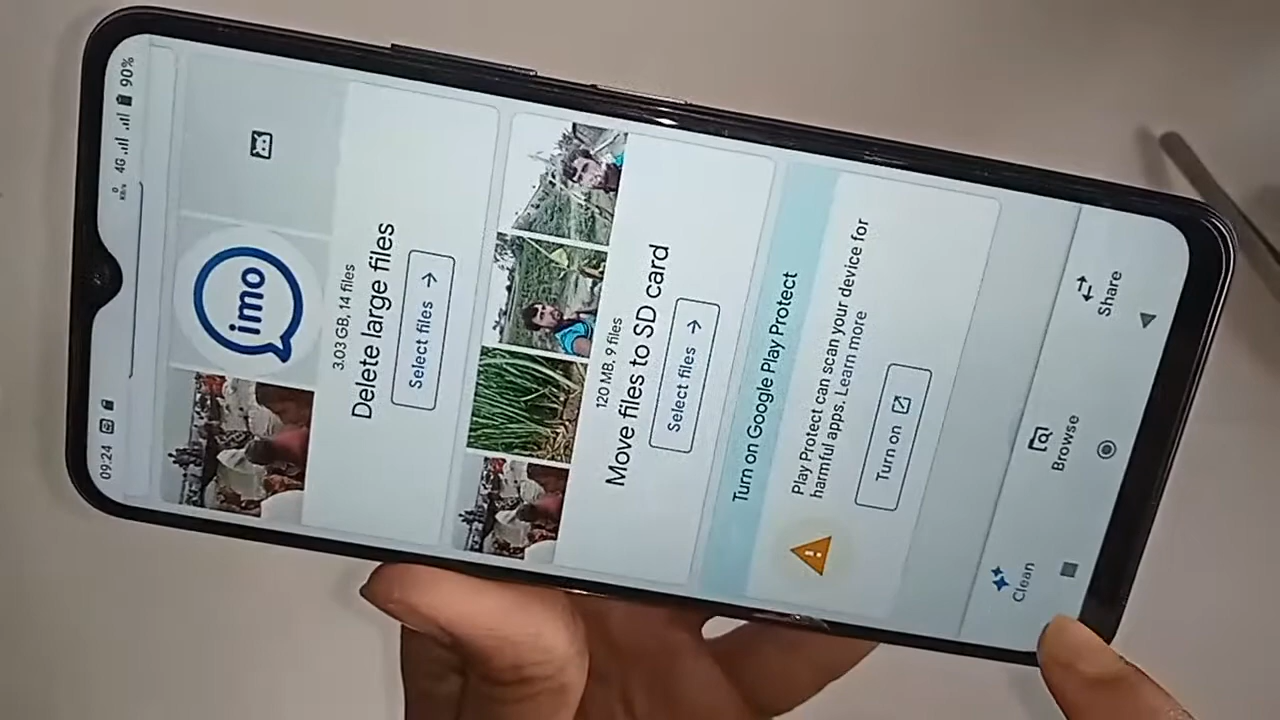 09:24
0
KB/s
4G
90%
imo
3.03 GB, 14 files
Delete large files
Select files →
120 MB, 9 files
Move files to SD card
Select files →
Turn on Google Play Protect
Play Protect can scan your device for
harmful apps. Learn more
Turn on
Clean
Browse
Share